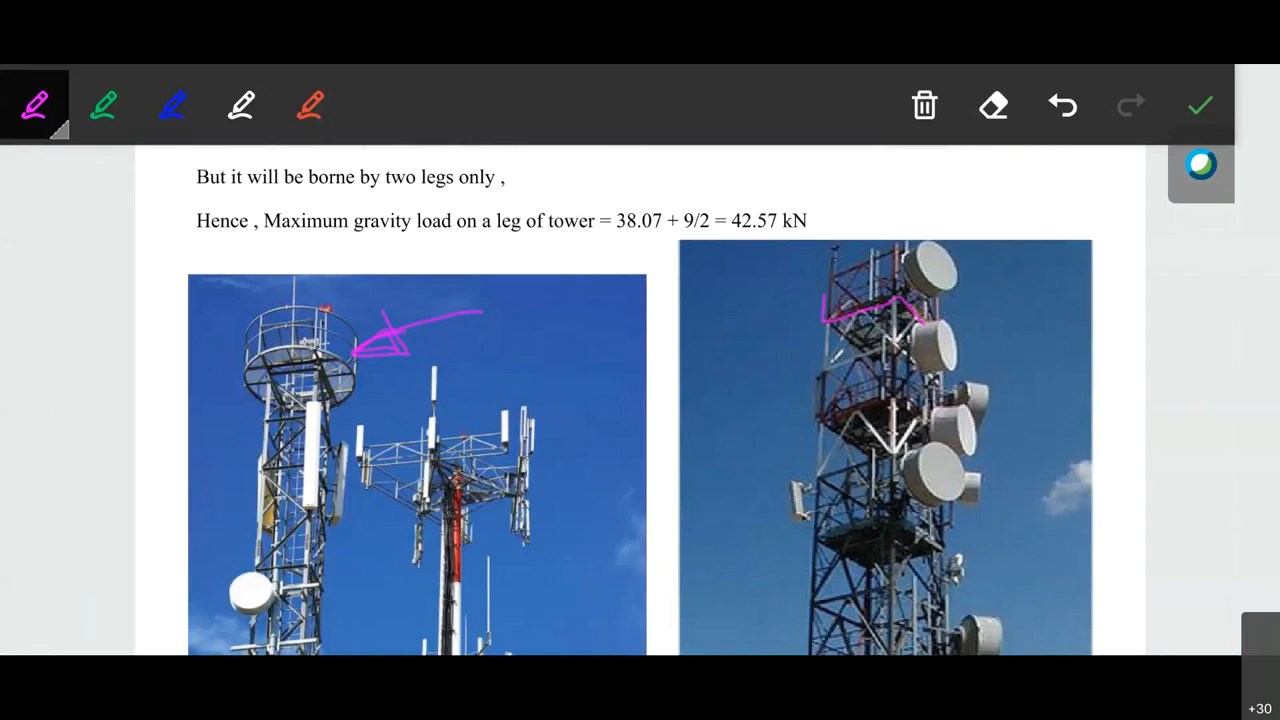 But it will be borne by two legs only ,
Hence , Maximum gravity load on a leg of tower = 38.07 + 9/2 = 42.57 kN
+30